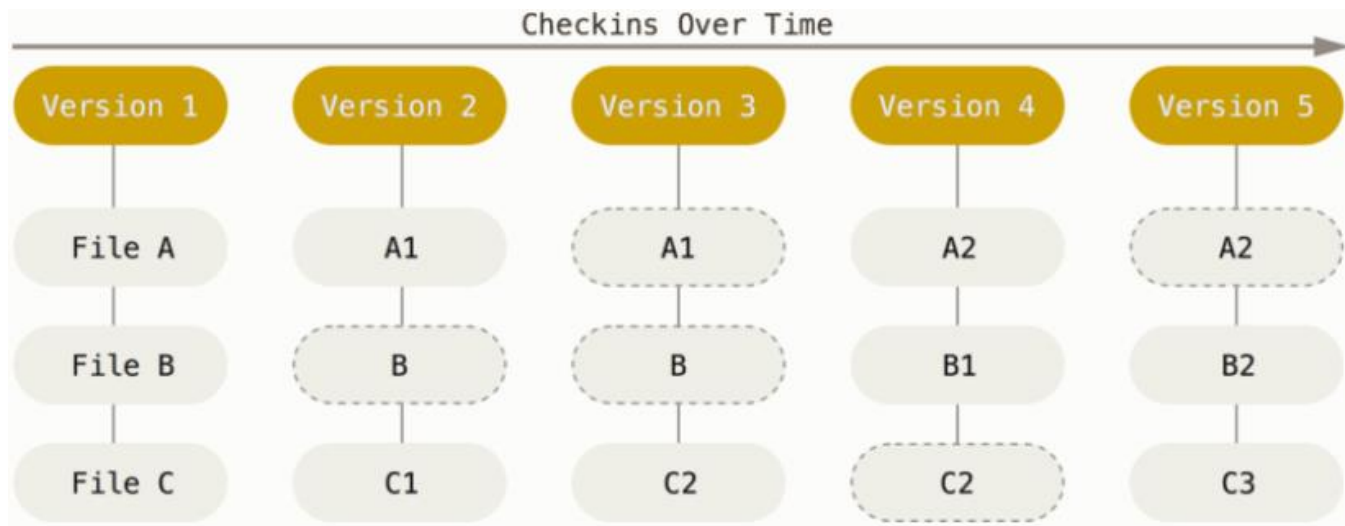 Checkins Over Time
Version 1 Version 2 Version 3 Version 4 Version 5
File A A1 A1 A2 A2
File B B B B1 B2
File C C1 C2 C2 C3